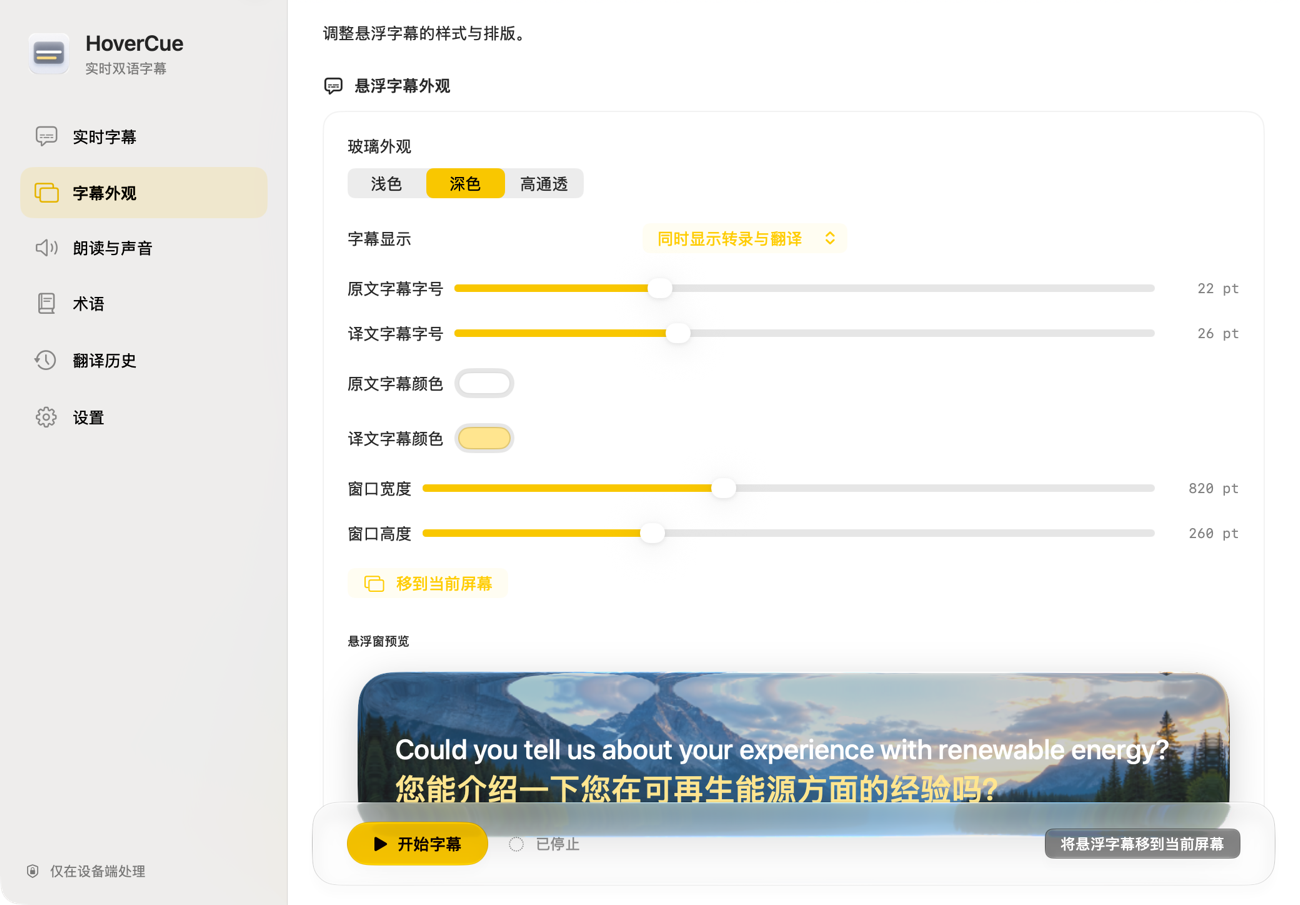 HoverCue
实时双语字幕
实时字幕
字幕外观
朗读与声音
术语
翻译历史
设置
仅在设备端处理
调整悬浮字幕的样式与排版。
悬浮字幕外观
玻璃外观
浅色 深色 高通透
字幕显示 同时显示转录与翻译
原文字幕字号 22 pt
译文字幕字号 26 pt
原文字幕颜色
译文字幕颜色
窗口宽度 820 pt
窗口高度 260 pt
移到当前屏幕
悬浮窗预览
Could you tell us about your experience with renewable energy?
您能介绍一下您在可再生能源方面的经验吗?
开始字幕 已停止 将悬浮字幕移到当前屏幕